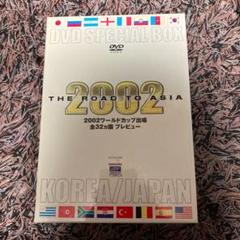 DVD SPECIAL BOX
DVD
2002
THE ROAD TO ASIA
2002ワールドカップ出場
全32カ国 プレビュー
KOREA/JAPAN